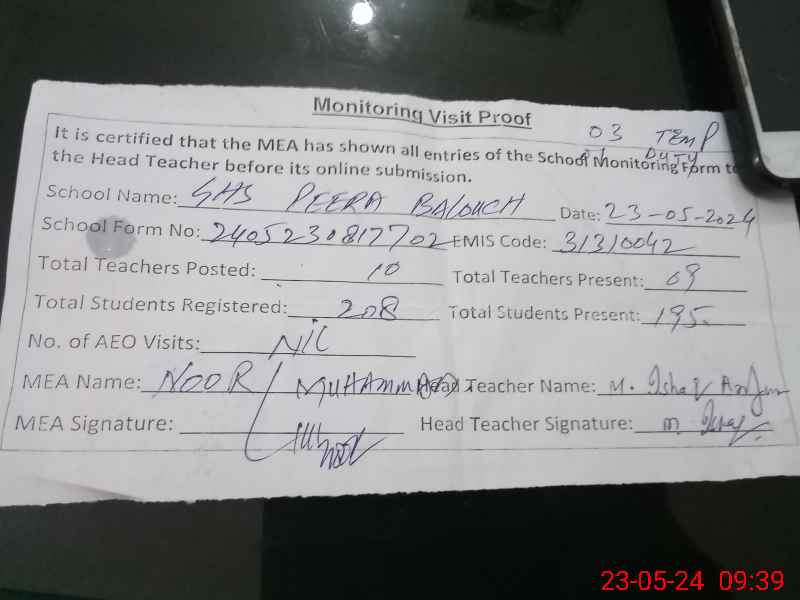 Monitoring Visit Proof
03 TEMP
DUTY
It is certified that the MEA has shown all entries of the School Monitoring Form to
the Head Teacher before its online submission.
School Name: GHS PEERA BALOUCH Date: 23-05-2024
School Form No: 2405230817702 EMIS Code: 31310042
Total Teachers Posted: 10 Total Teachers Present: 09
Total Students Registered: 208 Total Students Present: 195
No. of AEO Visits: NIL
MEA Name: NOOR MUHAMMAD Head Teacher Name: M. Ishaq Anjum
MEA Signature: Head Teacher Signature: M. Ishaq
23-05-24 09:39